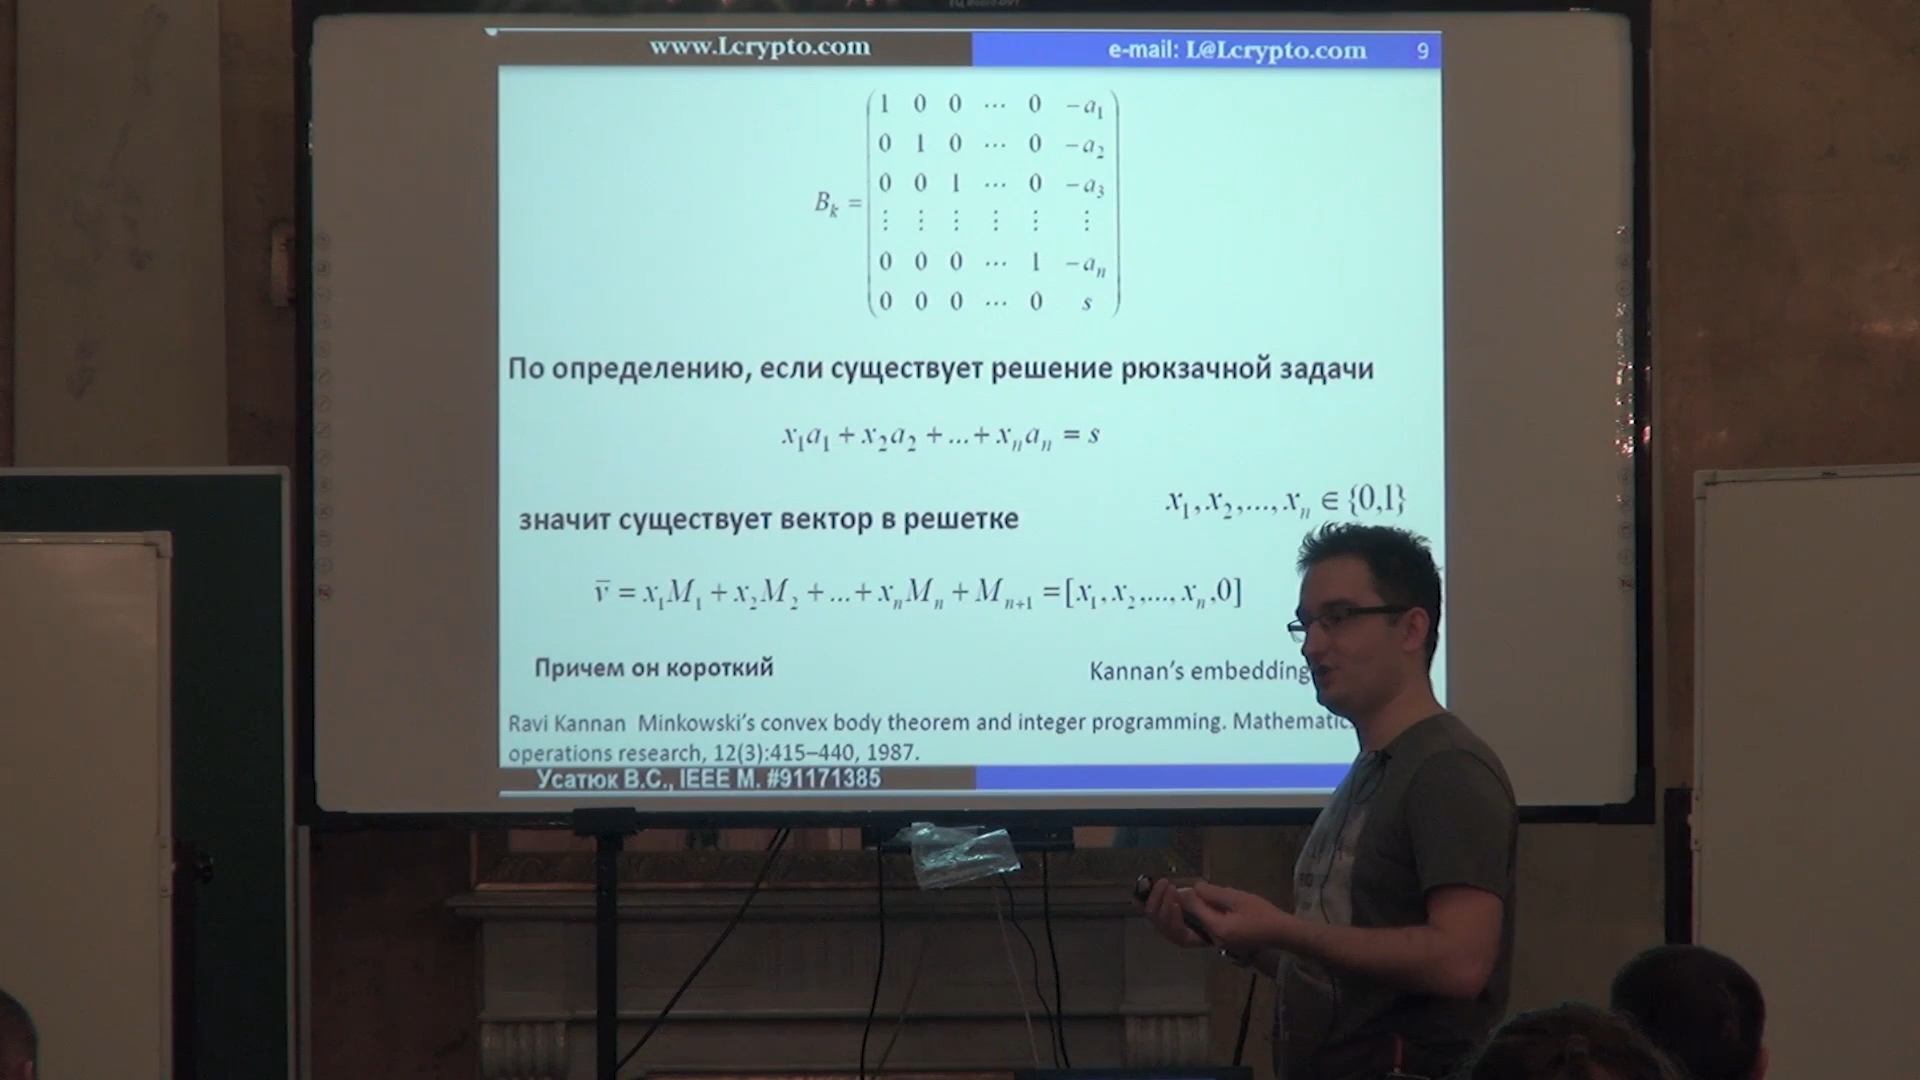 www.Lcrypto.com e-mail: L@Lcrypto.com 9
1 0 0 ... 0 -a₁
0 1 0 ... 0 -a₂
0 0 1 ... 0 -a₃
Bₖ = ⋮ ⋮ ⋮ ⋮ ⋮ ⋮
0 0 0 ... 1 -aₙ
0 0 0 ... 0 s
По определению, если существует решение рюкзачной задачи
x₁a₁ + x₂a₂ + ... + xₙaₙ = s
x₁, x₂, ..., xₙ ∈ {0,1}
значит существует вектор в решетке
v̄ = x₁M₁ + x₂M₂ + ... + xₙMₙ + Mₙ₊₁ = [x₁, x₂, ..., xₙ, 0]
Причем он короткий Kannan's embedding
Ravi Kannan Minkowski's convex body theorem and integer programming. Mathematic
operations research, 12(3):415–440, 1987.
Усатюк В.С., IEEE M. #91171385